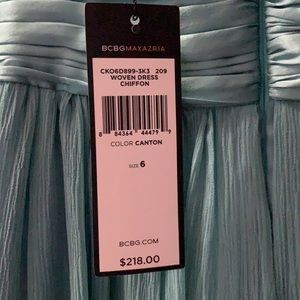 BCBGMAXAZRIA
CKO6D899-3K3 209
WOVEN DRESS
CHIFFON
8 84364 44479 9
COLOR CANTON
SIZE 6
BCBG.COM
$218.00